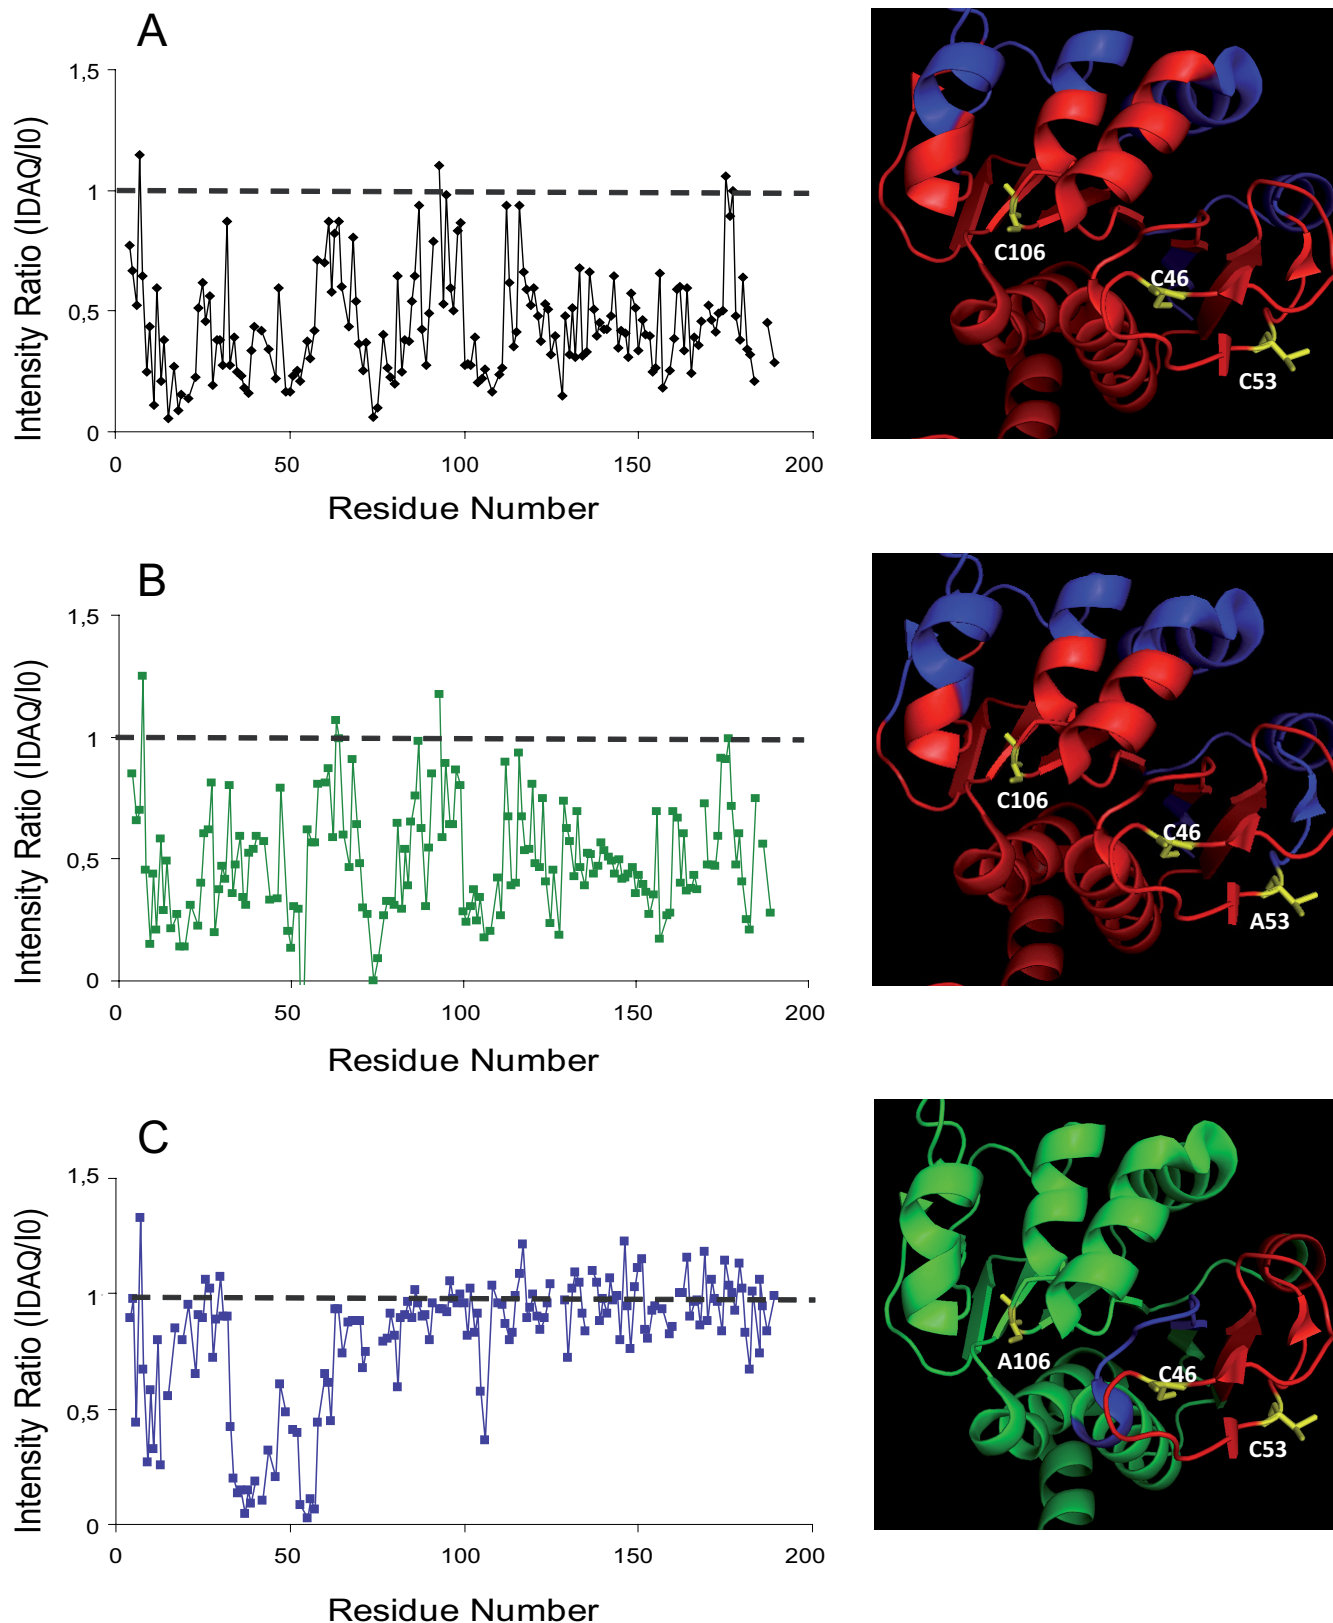 A
Intensity Ratio (IDAQ/I0)
1,5
1
0,5
0
0 50 100 150 200
Residue Number
C106
C46
C53
B
Intensity Ratio (IDAQ/I0)
1,5
1
0,5
0
0 50 100 150 200
Residue Number
C106
C46
A53
C
Intensity Ratio (IDAQ/I0)
1,5
1
0,5
0
0 50 100 150 200
Residue Number
A106
C46
C53